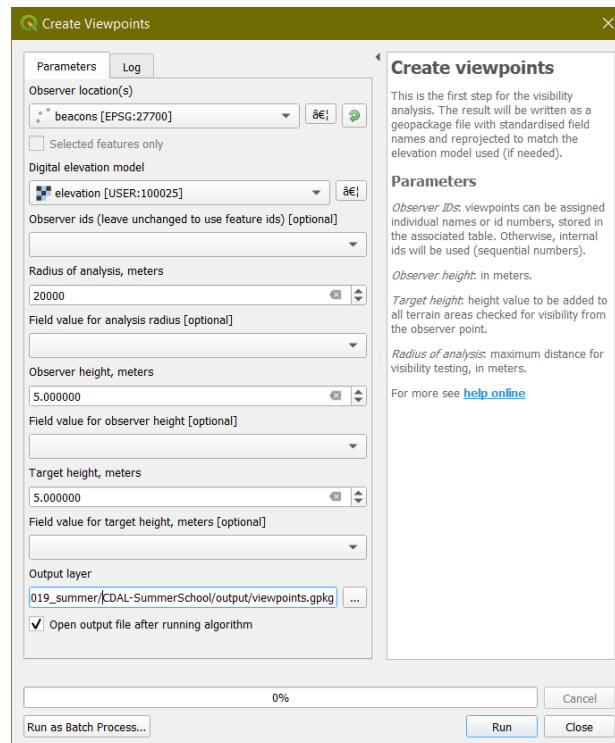 Create Viewpoints
Parameters
Log
Observer location(s)
beacons [EPSG:27700]
â€¦
Selected features only
Digital elevation model
elevation [USER:100025]
â€¦
Observer ids (leave unchanged to use feature ids) [optional]
Radius of analysis, meters
20000
Field value for analysis radius [optional]
Observer height, meters
5.000000
Field value for observer height [optional]
Target height, meters
5.000000
Field value for target height, meters [optional]
Output layer
019_summer/CDAL-SummerSchool/output/viewpoints.gpkg
...
Open output file after running algorithm
Create viewpoints
This is the first step for the visibility
analysis. The result will be written as a
geopackage file with standardised field
names and reprojected to match the
elevation model used (if needed).
Parameters
Observer IDs: viewpoints can be assigned
individual names or id numbers, stored in
the associated table. Otherwise, internal
ids will be used (sequential numbers).
Observer height: in meters.
Target height: height value to be added to
all terrain areas checked for visibility from
the observer point.
Radius of analysis: maximum distance for
visibility testing, in meters.
For more see help online
0%
Cancel
Run as Batch Process...
Run
Close